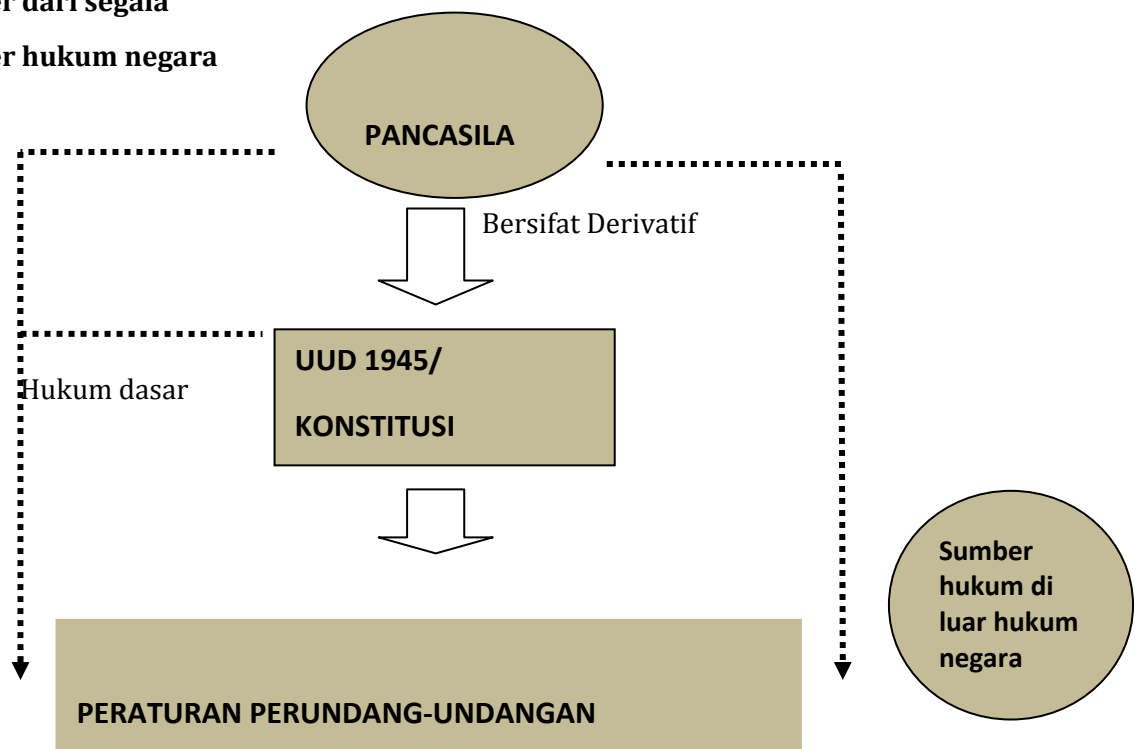 er dari segala
er hukum negara
PANCASILA
Bersifat Derivatif
UUD 1945/
KONSTITUSI
Hukum dasar
Sumber
hukum di
luar hukum
negara
PERATURAN PERUNDANG-UNDANGAN